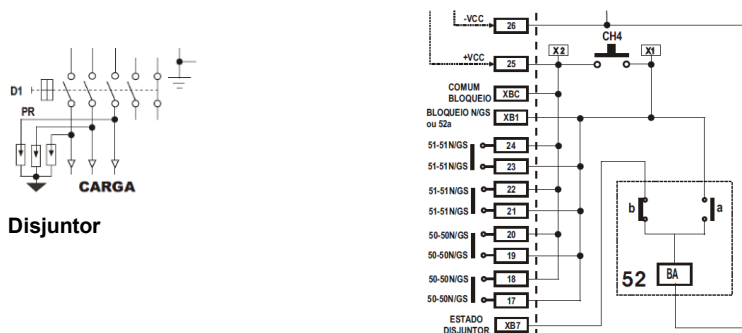 D1
PR
CARGA
Disjuntor
-VCC
26
CH4
+VCC
25
X2
X1
COMUM
BLOQUEIO
XBC
BLOQUEIO N/GS
ou 52a
XB1
51-51N/GS
24
51-51N/GS
23
51-51N/GS
22
51-51N/GS
21
50-50N/GS
20
50-50N/GS
19
50-50N/GS
18
50-50N/GS
17
ESTADO
DISJUNTOR
XB7
b
a
52
BA